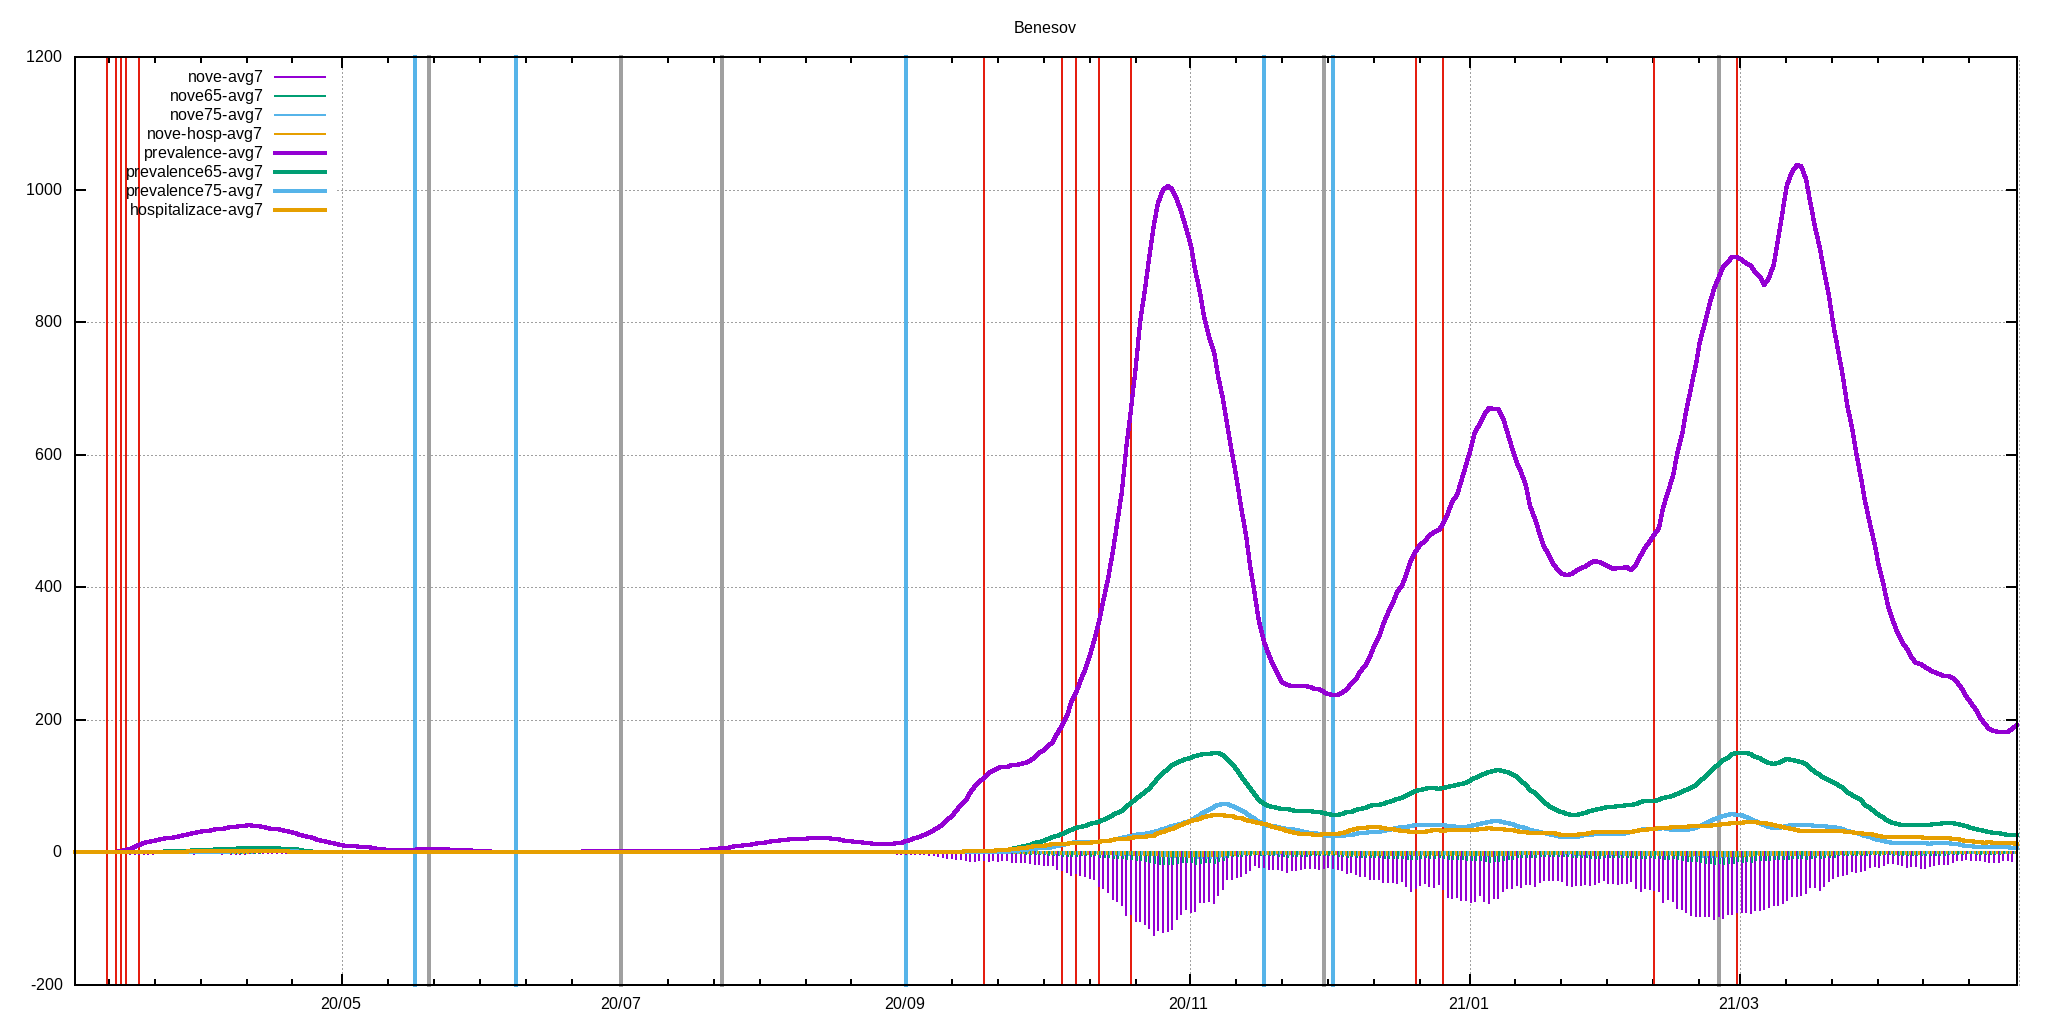 Benesov
1200
1000
800
600
400
200
0
-200
nove-avg7
nove65-avg7
nove75-avg7
nove-hosp-avg7
prevalence-avg7
prevalence65-avg7
prevalence75-avg7
hospitalizace-avg7
20/05 20/07 20/09 20/11 21/01 21/03